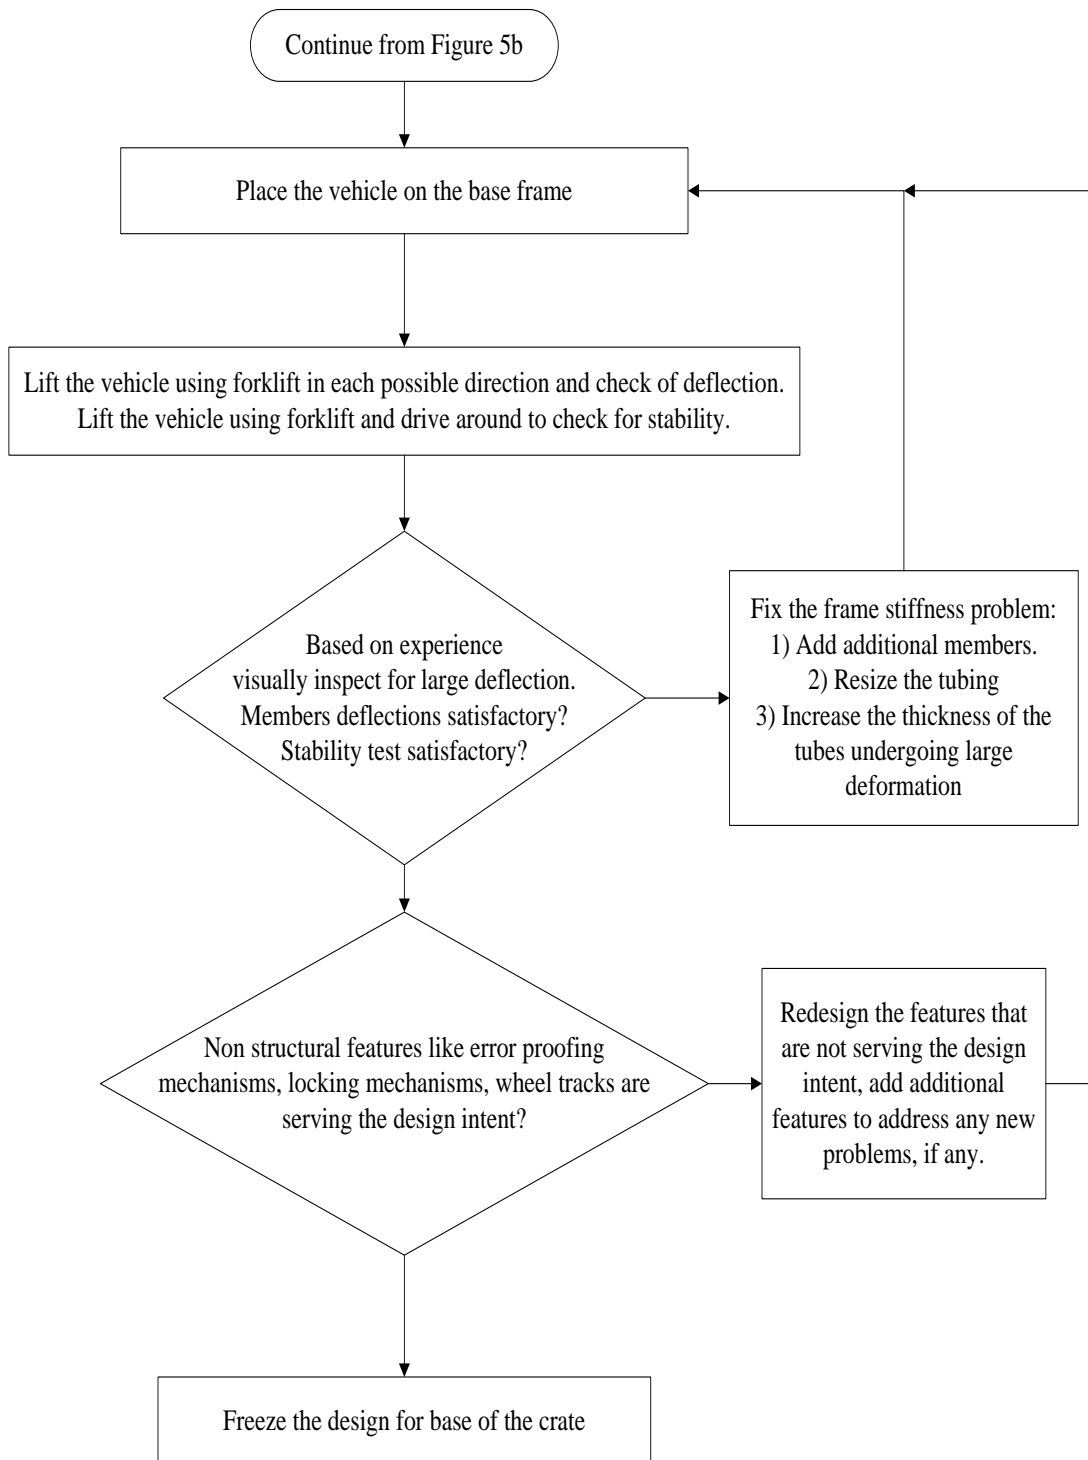 Continue from Figure 5b
Place the vehicle on the base frame
Lift the vehicle using forklift in each possible direction and check of deflection.
Lift the vehicle using forklift and drive around to check for stability.
Based on experience
visually inspect for large deflection.
Members deflections satisfactory?
Stability test satisfactory?
Fix the frame stiffness problem:
1) Add additional members.
2) Resize the tubing
3) Increase the thickness of the
tubes undergoing large
deformation
Non structural features like error proofing
mechanisms, locking mechanisms, wheel tracks are
serving the design intent?
Redesign the features that
are not serving the design
intent, add additional
features to address any new
problems, if any.
Freeze the design for base of the crate